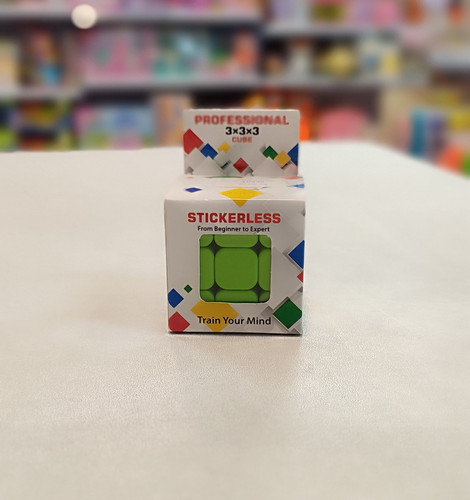 PROFESSIONAL
3×3×3
CUBE
STICKERLESS
From Beginner to Expert
Train Your Mind